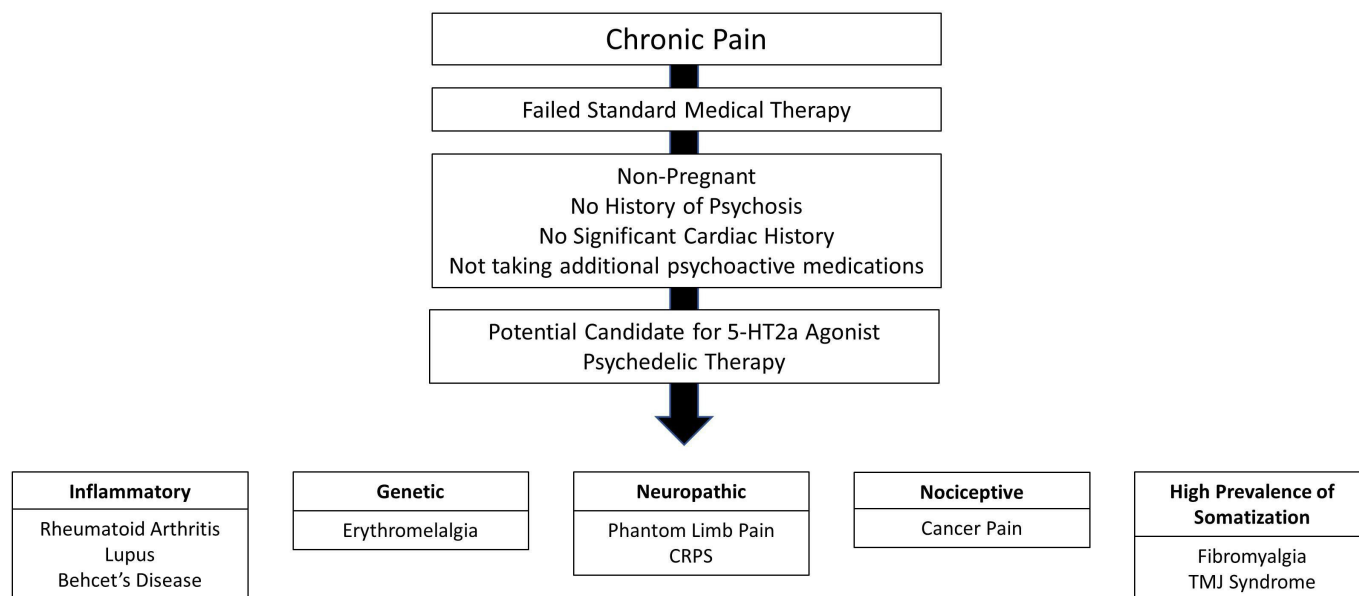 Chronic Pain
Failed Standard Medical Therapy
Non-Pregnant
No History of Psychosis
No Significant Cardiac History
Not taking additional psychoactive medications
Potential Candidate for 5-HT2a Agonist
Psychedelic Therapy
Inflammatory
Rheumatoid Arthritis
Lupus
Behcet’s Disease
Genetic
Erythromelalgia
Neuropathic
Phantom Limb Pain
CRPS
Nociceptive
Cancer Pain
High Prevalence of
Somatization
Fibromyalgia
TMJ Syndrome